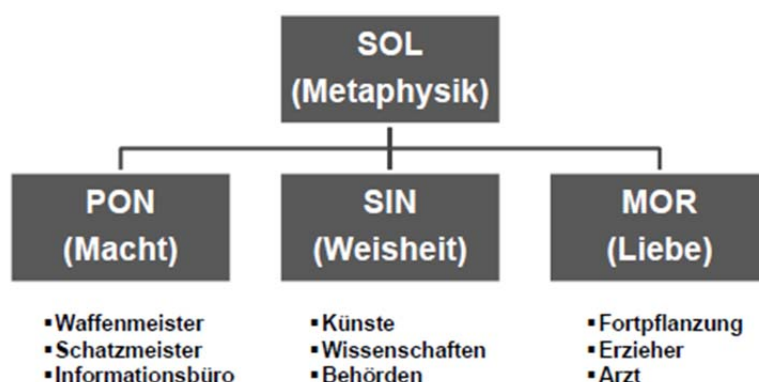 SOL
(Metaphysik)
PON
(Macht)
SIN
(Weisheit)
MOR
(Liebe)
▪Waffenmeister
▪Schatzmeister
▪Informationsbüro
▪Künste
▪Wissenschaften
▪Behörden
▪Fortpflanzung
▪Erzieher
▪Arzt